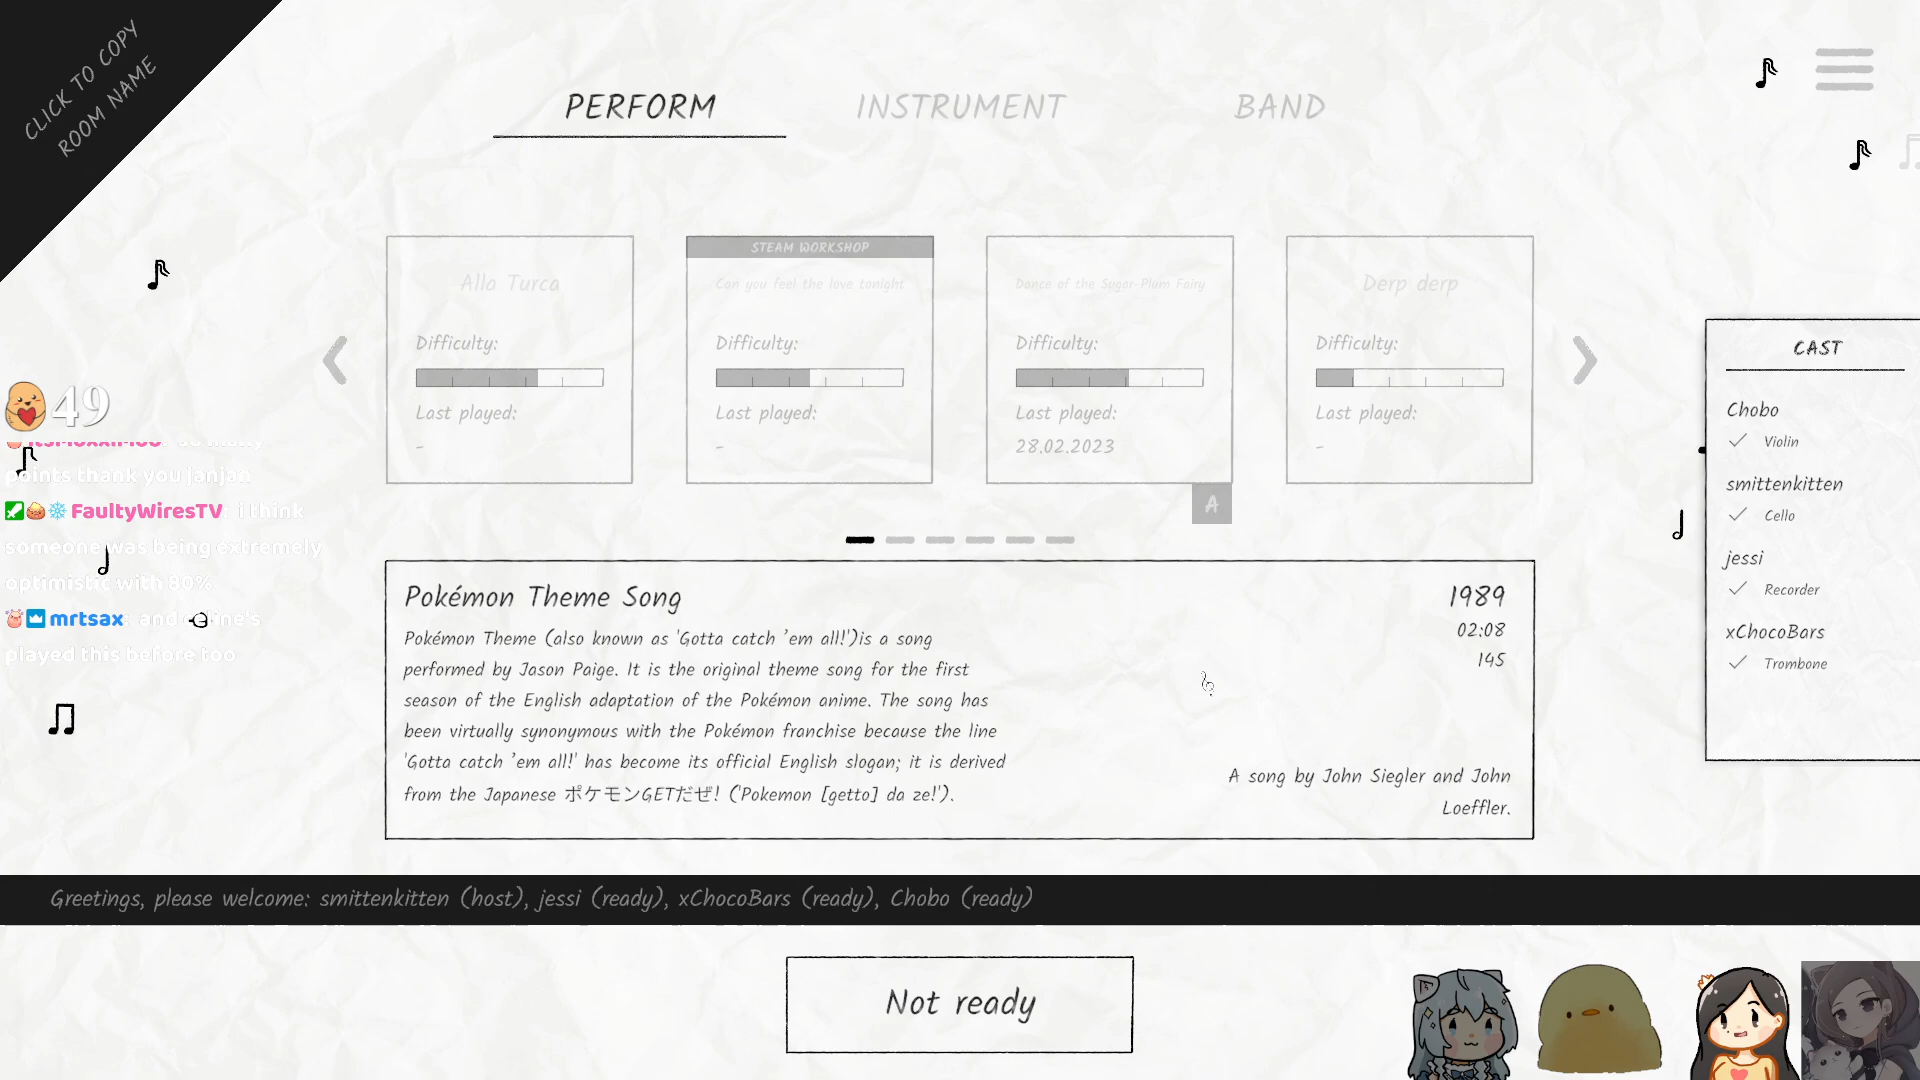 CLICK TO COPY
ROOM NAME
PERFORM
INSTRUMENT
BAND
Alla Turca
Difficulty:
Last played:
-
STEAM WORKSHOP
Can you feel the love tonight
Difficulty:
Last played:
-
Dance of the Sugar-Plum Fairy
Difficulty:
Last played:
28.02.2023
A
Derp derp
Difficulty:
Last played:
-
CAST
Chobo
Violin
smittenkitten
Cello
jessi
Recorder
xChocoBars
Trombone
49
points thank you janjan
FaultyWiresTV: i think
someone was being extremely
optimistic with 80%
mrtsax: and
played this before too
Pokémon Theme Song
Pokémon Theme (also known as 'Gotta catch 'em all!')is a song
performed by Jason Paige. It is the original theme song for the first
season of the English adaptation of the Pokémon anime. The song has
been virtually synonymous with the Pokémon franchise because the line
'Gotta catch 'em all!' has become its official English slogan; it is derived
from the Japanese ポケモンGETだぜ! ('Pokemon [getto] da ze!').
1989
02:08
145
A song by John Siegler and John
Loeffler.
Greetings, please welcome: smittenkitten (host), jessi (ready), xChocoBars (ready), Chobo (ready)
Not ready